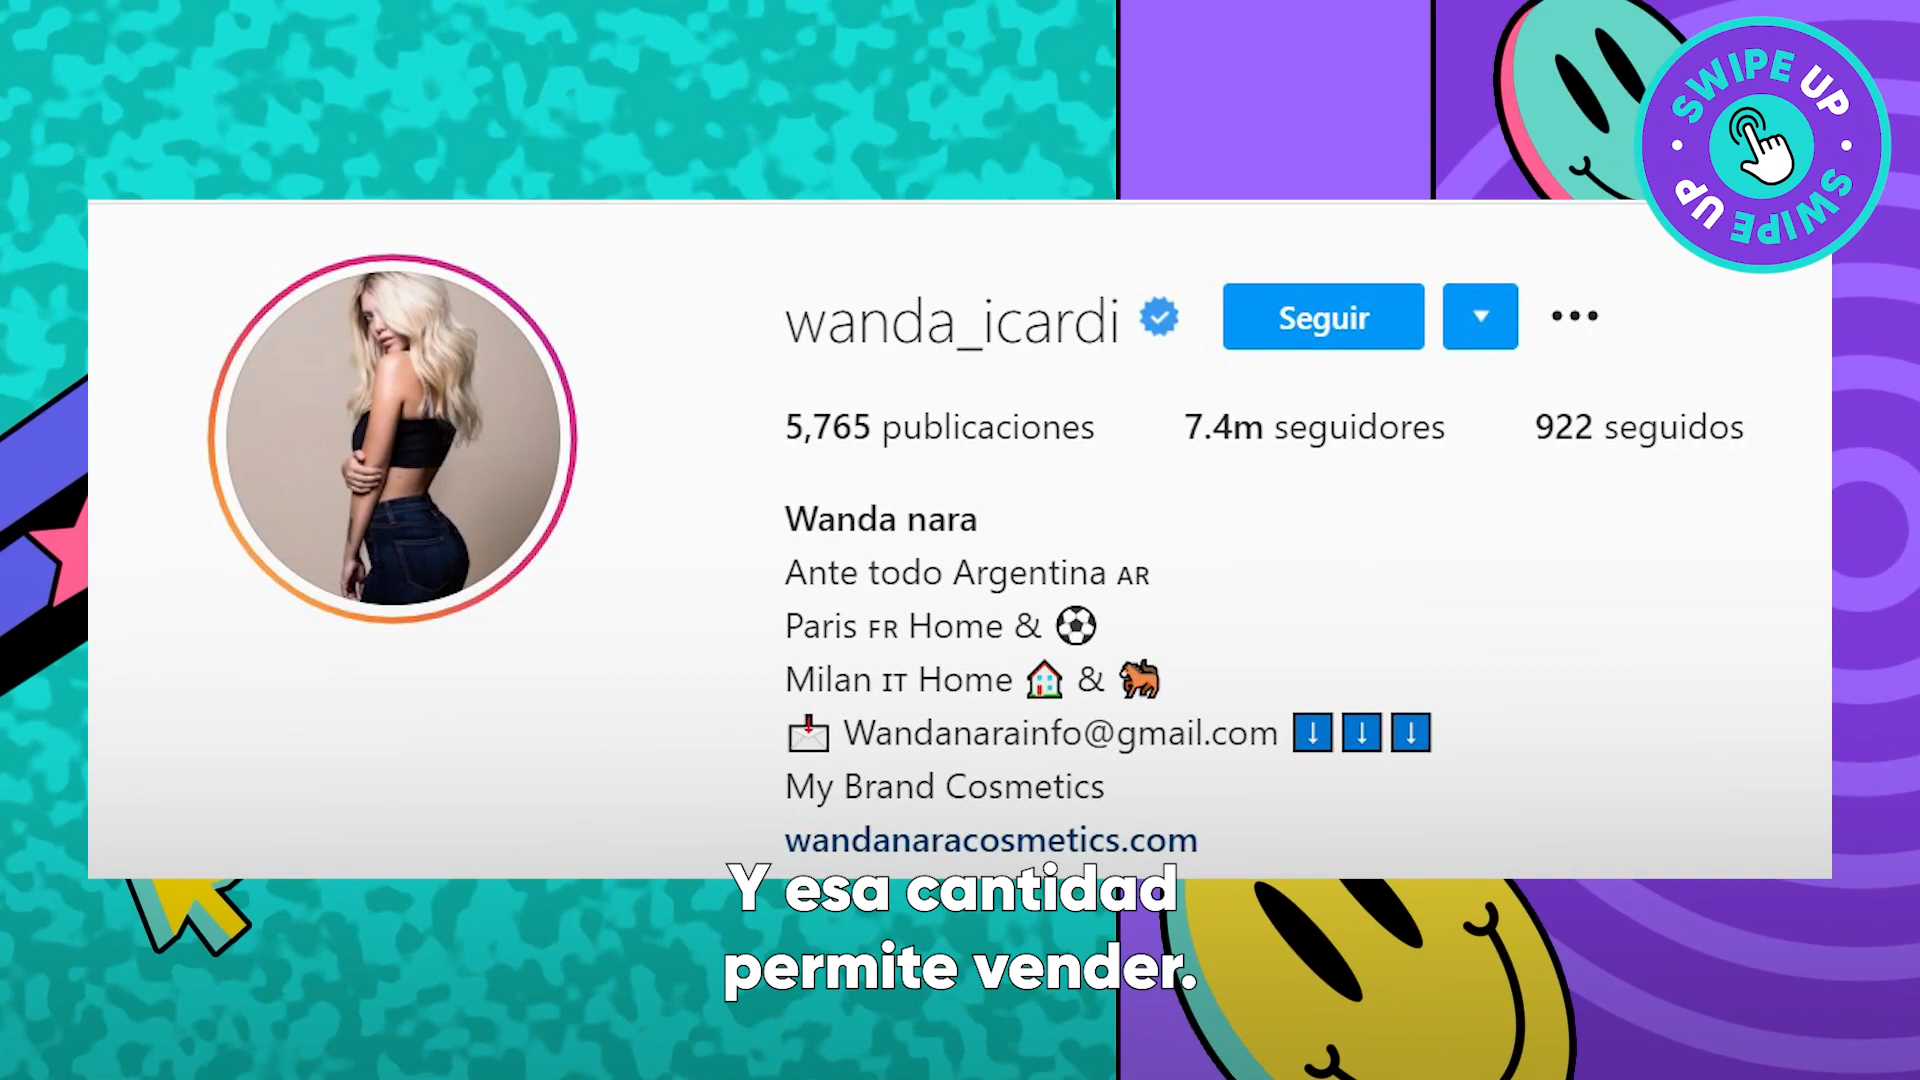 SWIPE UP · SWIPE UP ·
wanda_icardi
Seguir
5,765 publicaciones 7.4m seguidores 922 seguidos
Wanda nara
Ante todo Argentina AR
Paris FR Home & ⚽
Milan IT Home 🏠 & 🐂
📩 Wandanarainfo@gmail.com ⬇️⬇️⬇️
My Brand Cosmetics
wandanaracosmetics.com
Y esa cantidad
permite vender.